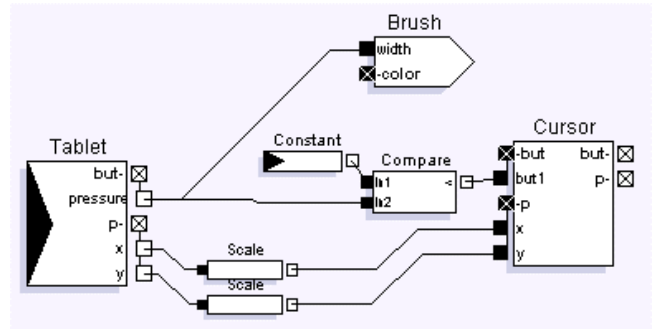 Brush
width
-color
Tablet
but-
pressure
p-
x
y
Constant
Compare
In1
<
In2
Scale
Scale
Cursor
-but
but-
but1
p-
-p
x
y